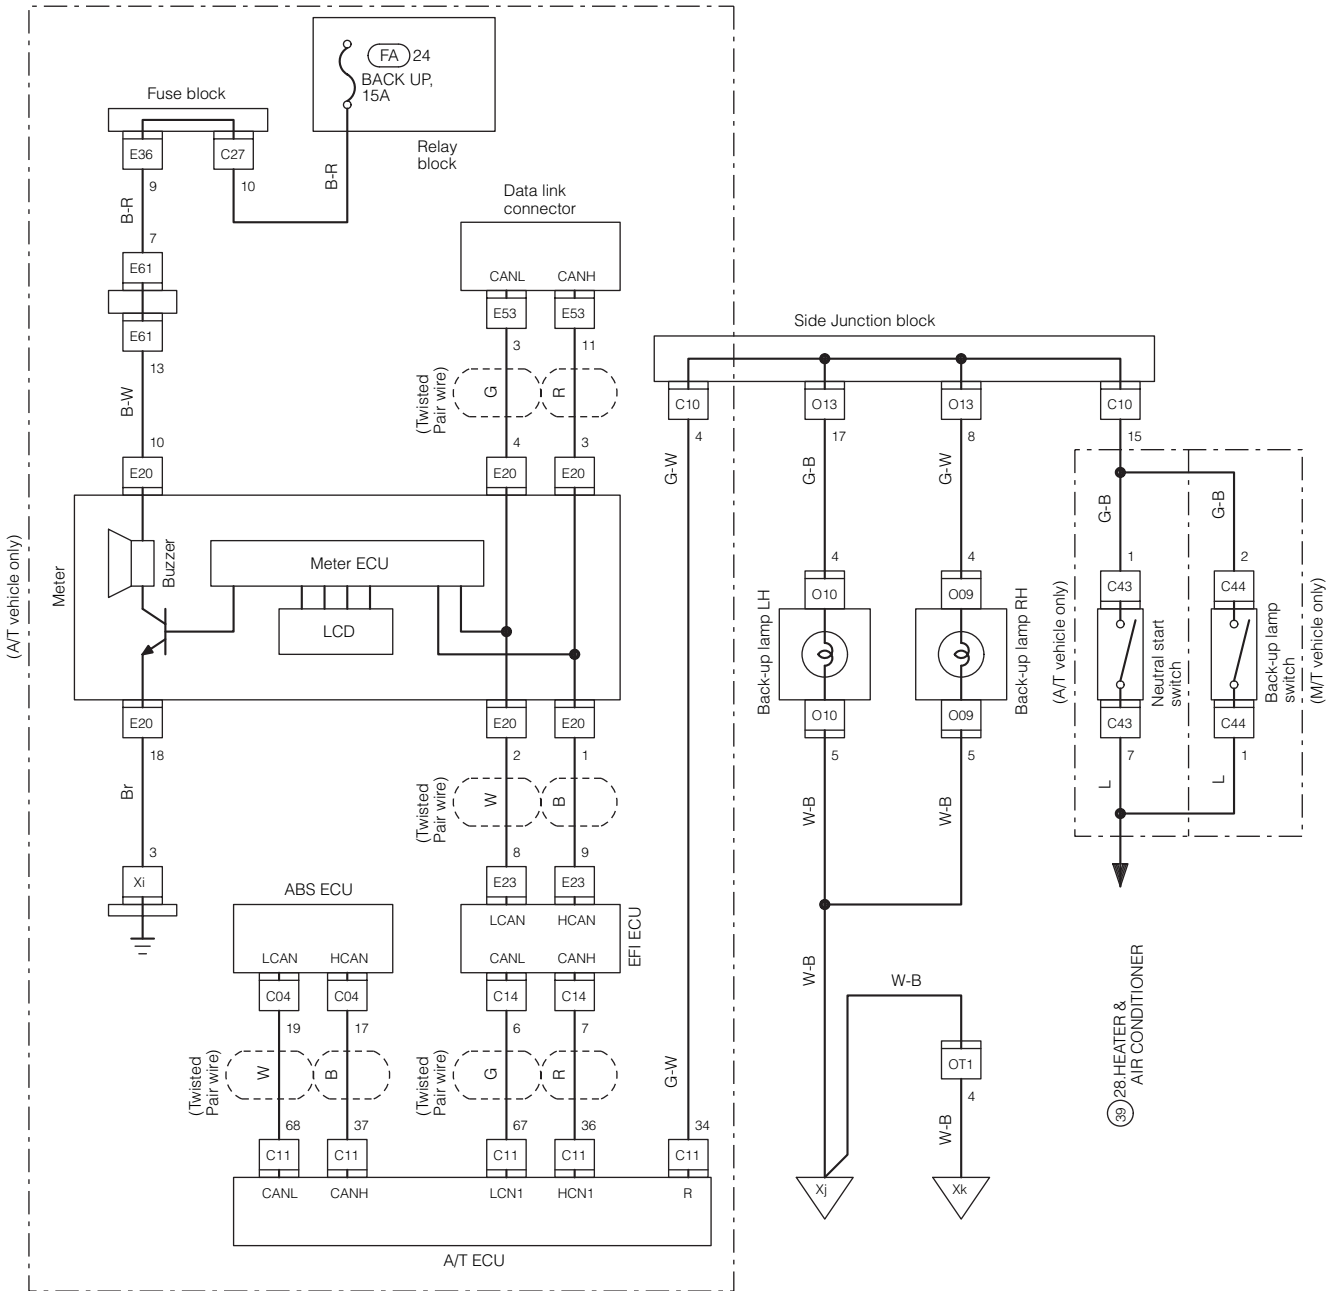 FA 24
BACK UP,
15A
Fuse block
E36
C27
Relay
block
9
10
B-R
B-R
7
E61
E61
13
B-W
10
E20
Data link
connector
CANL
CANH
E53
E53
3
11
(Twisted
Pair wire)
G
R
4
3
E20
E20
Side Junction block
C10
O13
O13
C10
4
17
8
15
G-W
G-B
G-W
G-B
G-B
(A/T vehicle only)
Meter
Buzzer
Meter ECU
LCD
4
4
1
2
O10
O09
C43
C44
Back-up lamp LH
Back-up lamp RH
(A/T vehicle only)
Neutral start
switch
Back-up lamp
switch
(M/T vehicle only)
O10
O09
C43
C44
5
5
7
1
W-B
W-B
L
L
E20
E20
E20
18
2
1
Br
(Twisted
Pair wire)
W
B
3
8
9
Xi
E23
E23
ABS ECU
LCAN
HCAN
EFI ECU
LCAN
HCAN
CANL
CANH
C04
C04
C14
C14
19
17
6
7
(Twisted
Pair wire)
W
B
(Twisted
Pair wire)
G
R
G-W
68
37
67
36
34
C11
C11
C11
C11
C11
CANL
CANH
LCN1
HCN1
R
A/T ECU
W-B
W-B
OT1
4
W-B
Xj
Xk
39 28.HEATER &
AIR CONDITIONER